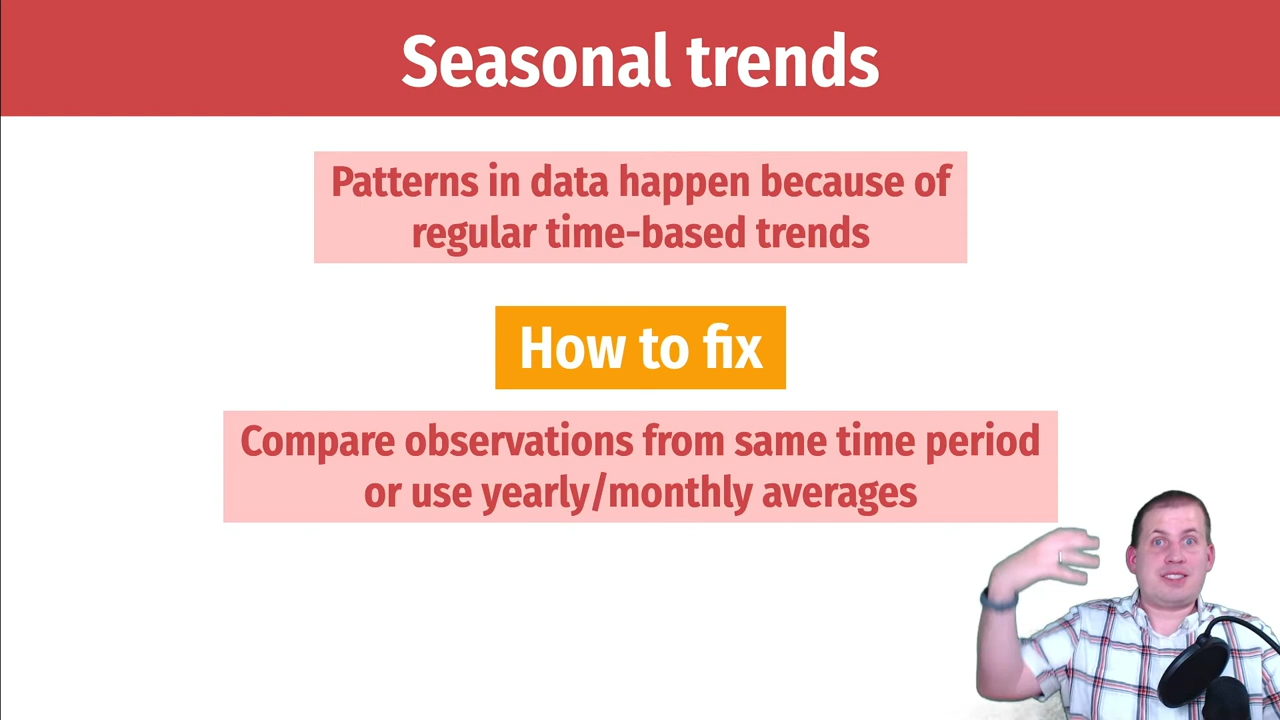 Seasonal trends
Patterns in data happen because of
regular time-based trends
How to fix
Compare observations from same time period
or use yearly/monthly averages